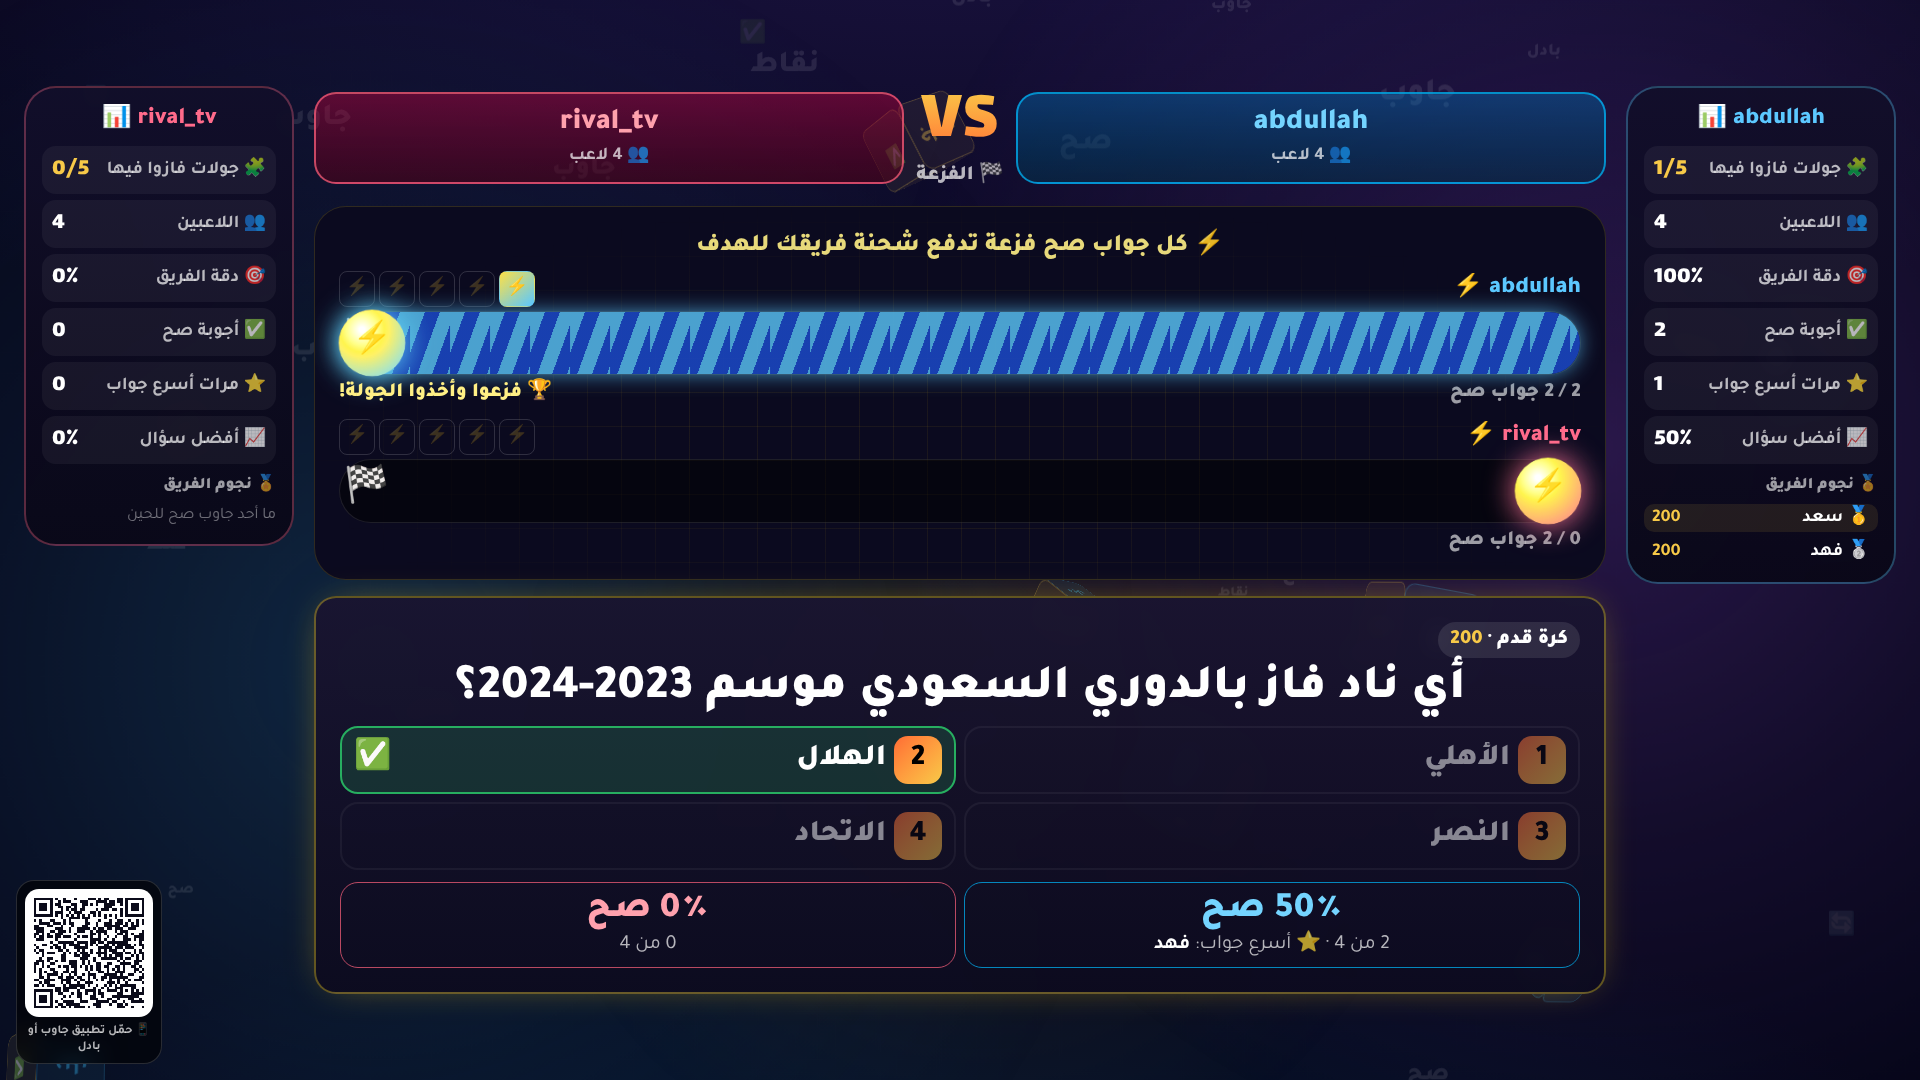 abdullah
جولات فازوا فيها 1/5
اللاعبين 4
دقة الفريق 100%
أجوبة صح 2
مرات أسرع جواب 1
أفضل سؤال 50%
نجوم الفريق
سعد 200
فهد 200
abdullah
4 لاعب
VS
الفزعة
rival_tv
4 لاعب
rival_tv
جولات فازوا فيها 0/5
اللاعبين 4
دقة الفريق 0%
أجوبة صح 0
مرات أسرع جواب 0
أفضل سؤال 0%
نجوم الفريق
ما أحد جاوب صح للحين
كل جواب صح فزعة تدفع شحنة فريقك للهدف
abdullah
2 / 2 جواب صح
فزعوا وأخذوا الجولة!
rival_tv
2 / 0 جواب صح
كرة قدم · 200
أي ناد فاز بالدوري السعودي موسم 2023-2024؟
1 الأهلي
2 الهلال
3 النصر
4 الاتحاد
50٪ صح
2 من 4 · أسرع جواب: فهد
0٪ صح
0 من 4
حمّل تطبيق جاوب أو
بادل
نقاط
جاوب
بادل
صح